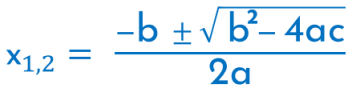 x₁,₂ = (–b ± √(b² – 4ac)) / 2a